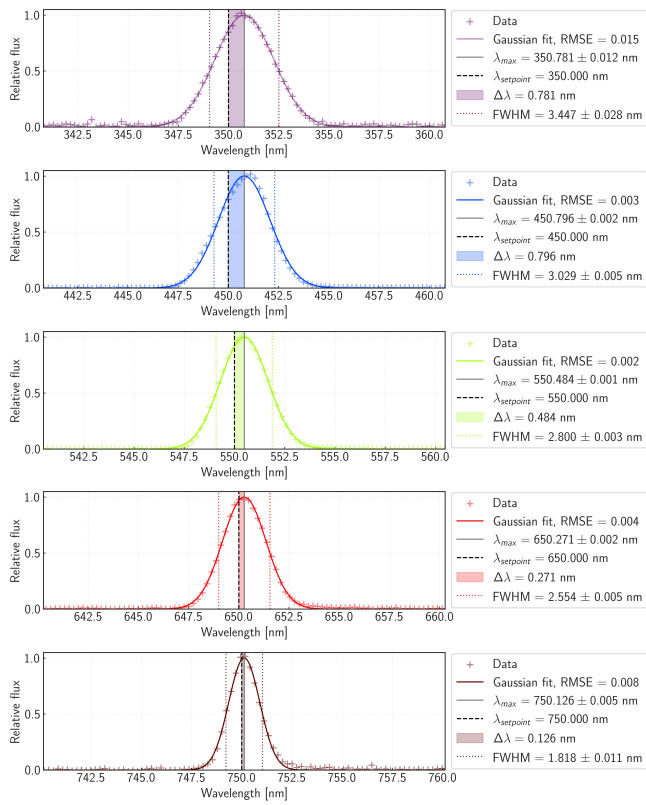 1.0
0.5
0.0
Relative flux
342.5 345.0 347.5 350.0 352.5 355.0 357.5 360.0
Wavelength [nm]
Data
Gaussian fit, RMSE = 0.015
λmax = 350.781 ± 0.012 nm
λsetpoint = 350.000 nm
Δλ = 0.781 nm
FWHM = 3.447 ± 0.028 nm
1.0
0.5
0.0
Relative flux
442.5 445.0 447.5 450.0 452.5 455.0 457.5 460.0
Wavelength [nm]
Data
Gaussian fit, RMSE = 0.003
λmax = 450.796 ± 0.002 nm
λsetpoint = 450.000 nm
Δλ = 0.796 nm
FWHM = 3.029 ± 0.005 nm
1.0
0.5
0.0
Relative flux
542.5 545.0 547.5 550.0 552.5 555.0 557.5 560.0
Wavelength [nm]
Data
Gaussian fit, RMSE = 0.002
λmax = 550.484 ± 0.001 nm
λsetpoint = 550.000 nm
Δλ = 0.484 nm
FWHM = 2.800 ± 0.003 nm
1.0
0.5
0.0
Relative flux
642.5 645.0 647.5 650.0 652.5 655.0 657.5 660.0
Wavelength [nm]
Data
Gaussian fit, RMSE = 0.004
λmax = 650.271 ± 0.002 nm
λsetpoint = 650.000 nm
Δλ = 0.271 nm
FWHM = 2.554 ± 0.005 nm
1.0
0.5
0.0
Relative flux
742.5 745.0 747.5 750.0 752.5 755.0 757.5 760.0
Wavelength [nm]
Data
Gaussian fit, RMSE = 0.008
λmax = 750.126 ± 0.005 nm
λsetpoint = 750.000 nm
Δλ = 0.126 nm
FWHM = 1.818 ± 0.011 nm